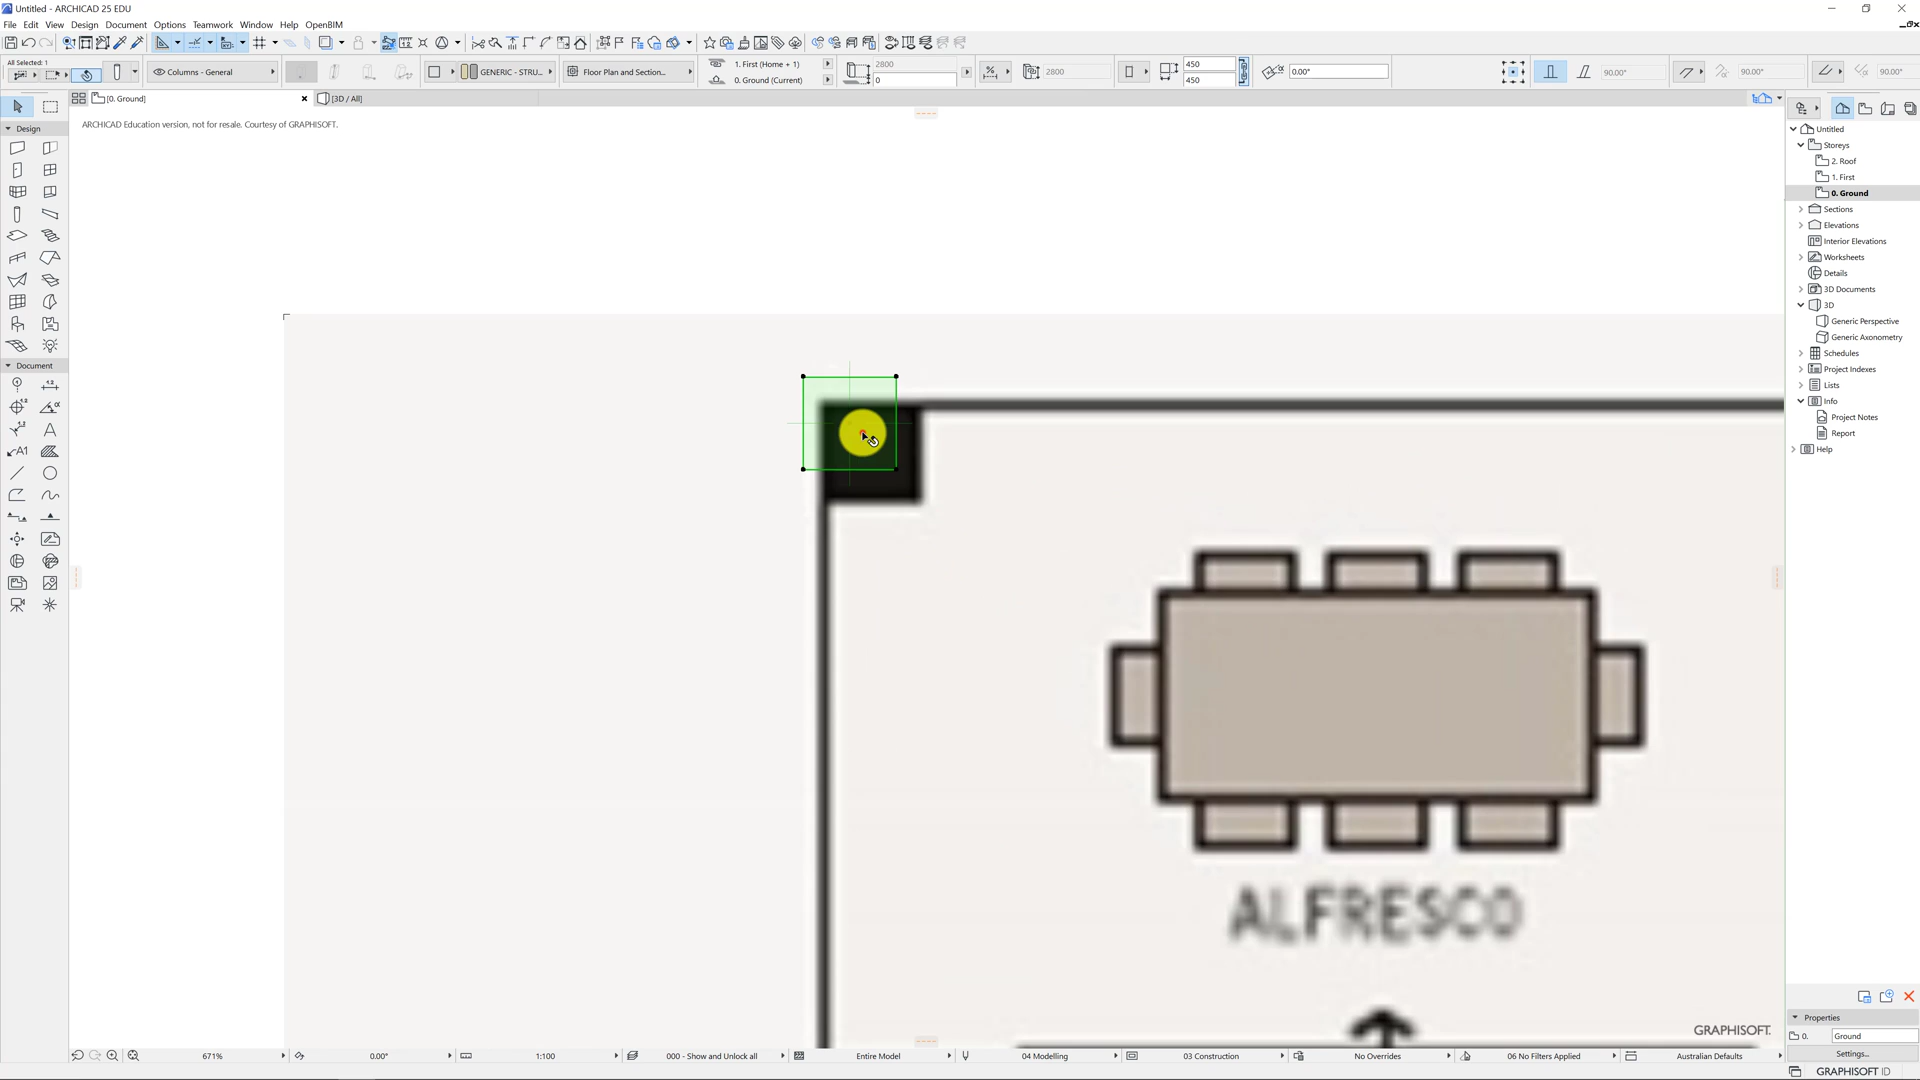 Untitled - ARCHICAD 25 EDU
File Edit View Design Document Options Teamwork Window Help OpenBIM
All Selected: 1
Columns - General
GENERIC - STRU...
Floor Plan and Section...
1. First (Home + 1)
0. Ground (Current)
2800
0
2800
450
450
0.00°
90.00°
90.00°
90.00°
[0. Ground]
[3D / All]
ARCHICAD Education version, not for resale. Courtesy of GRAPHISOFT.
Design
Document
A1
ALFRESCO
GRAPHISOFT.
Untitled
Storeys
2. Roof
1. First
0. Ground
Sections
Elevations
Interior Elevations
Worksheets
Details
3D Documents
3D
Generic Perspective
Generic Axonometry
Schedules
Project Indexes
Lists
Info
Project Notes
Report
Help
Properties
0. Ground
Settings...
671%
0.00°
1:100
000 - Show and Unlock all
Entire Model
04 Modelling
03 Construction
No Overrides
06 No Filters Applied
Australian Defaults
GRAPHISOFT ID